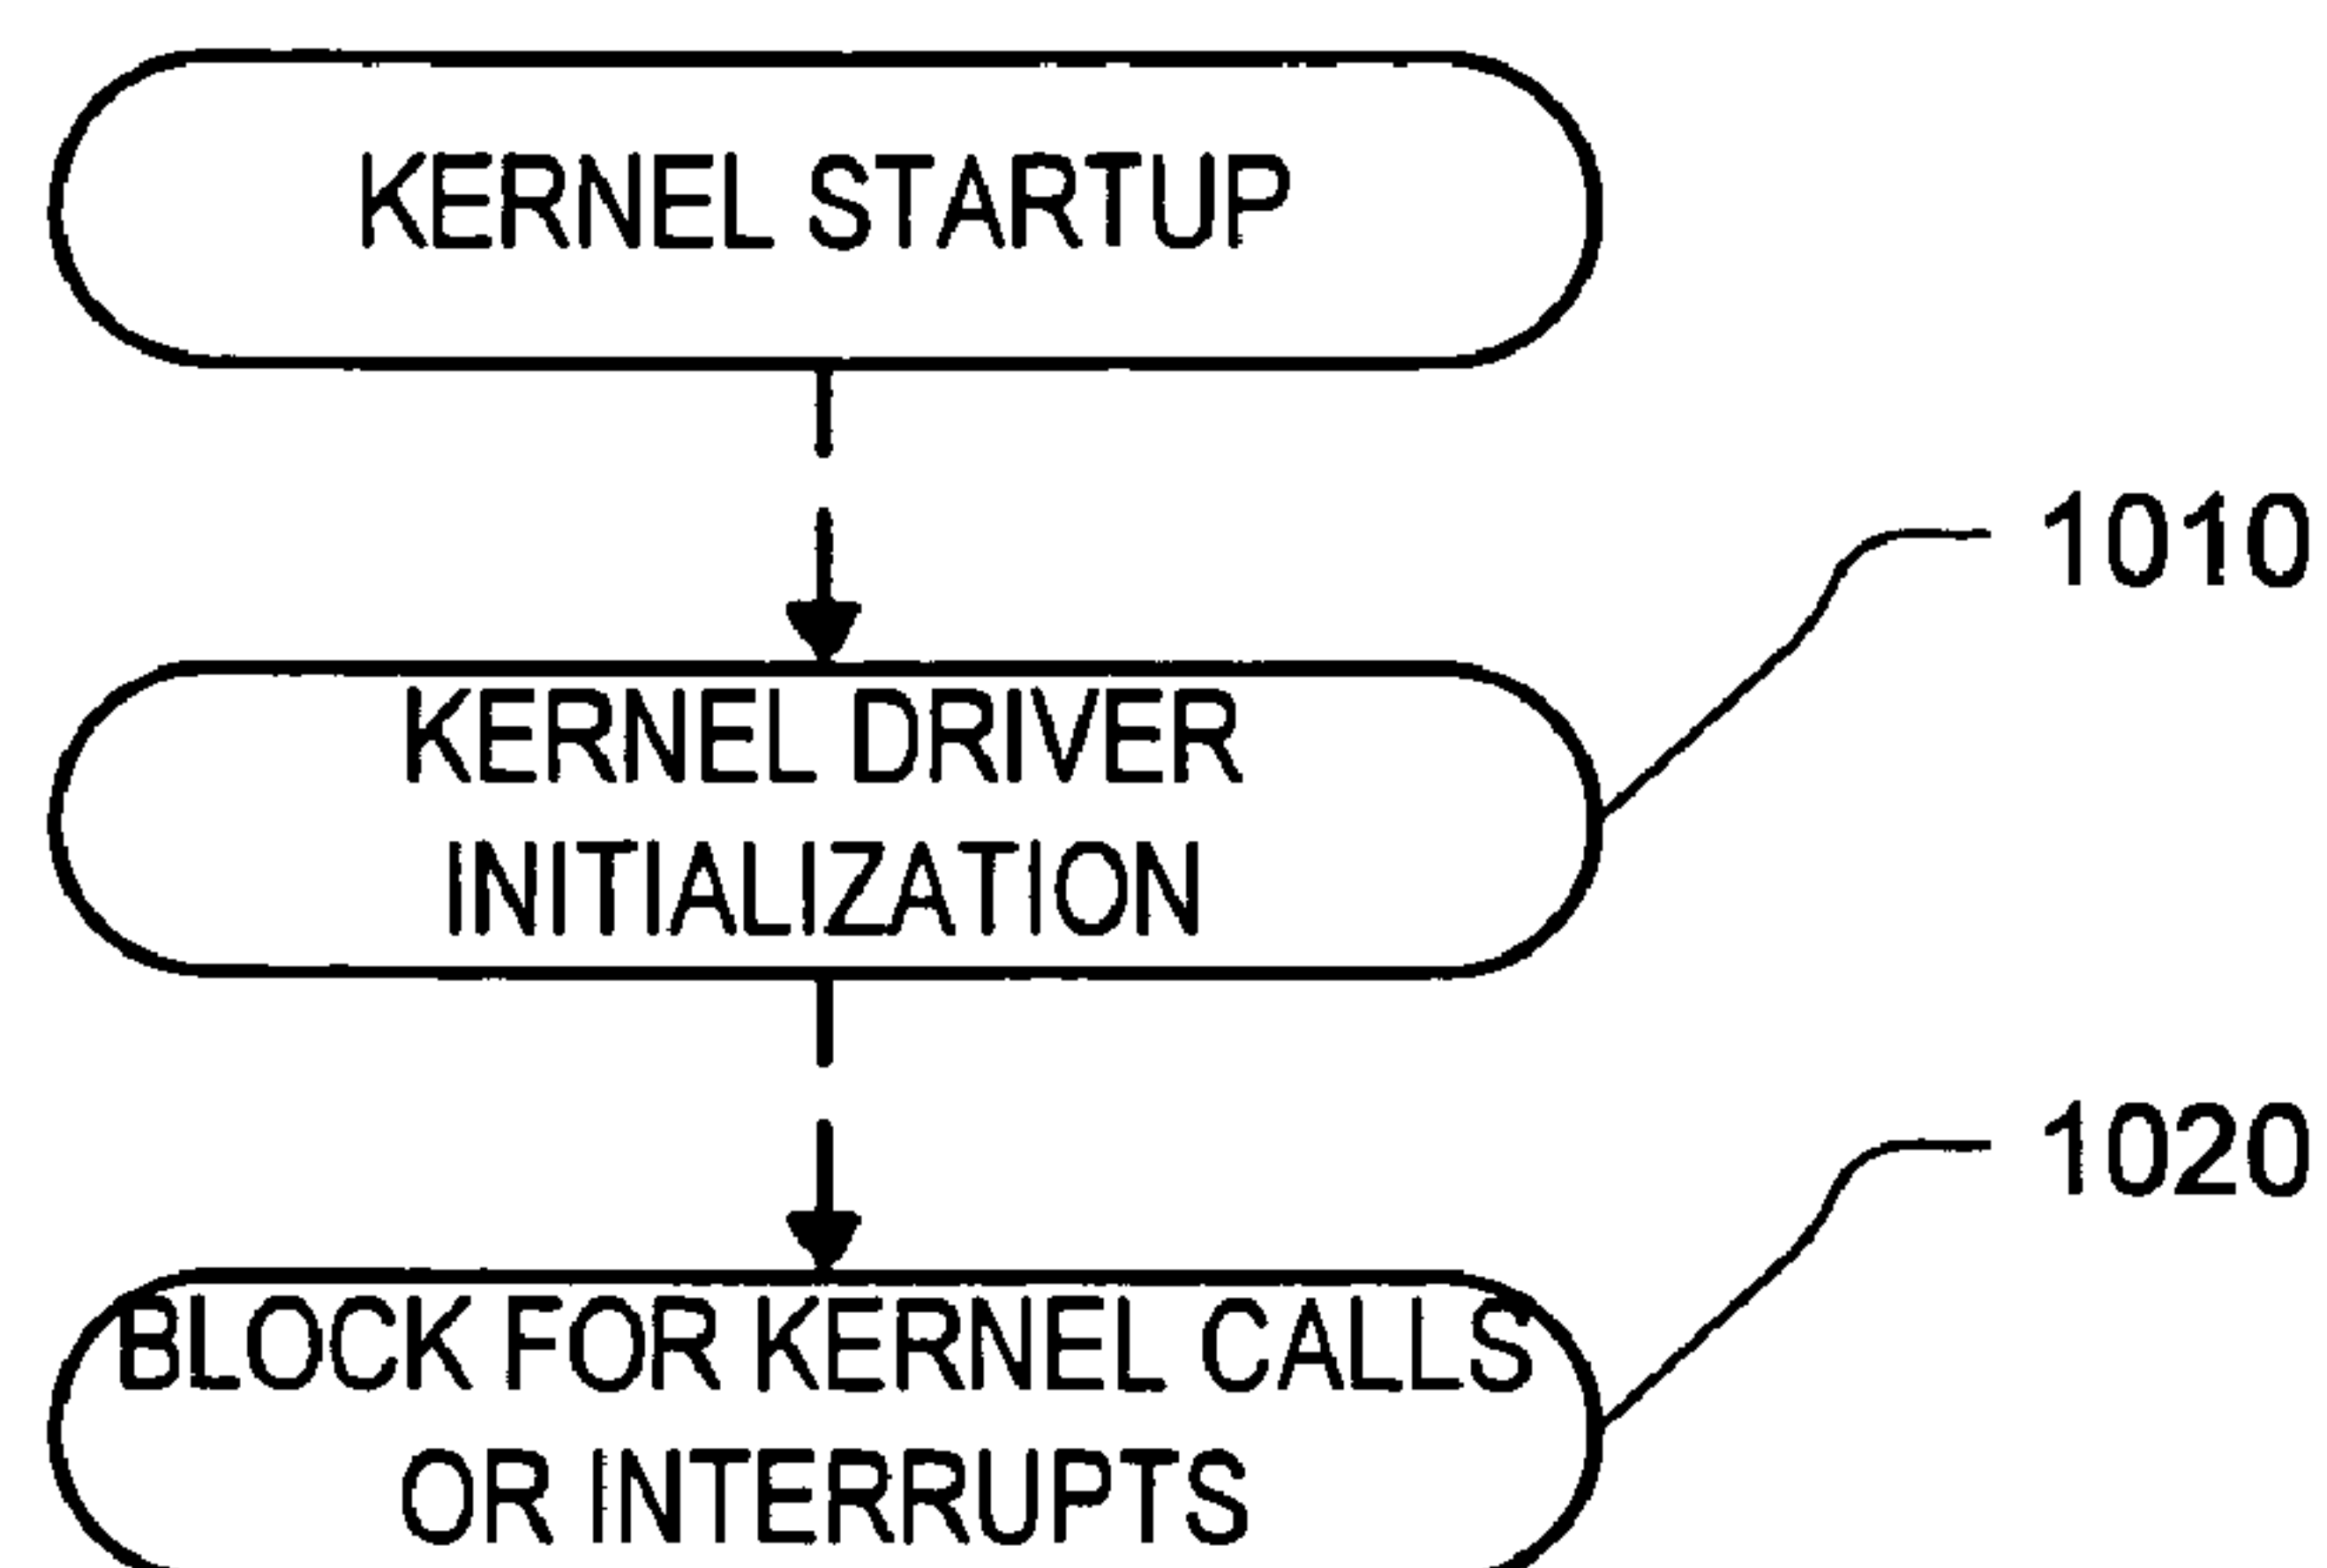 KERNEL STARTUP
1010
KERNEL DRIVER
INITIALIZATION
1020
BLOCK FOR KERNEL CALLS
OR INTERRUPTS